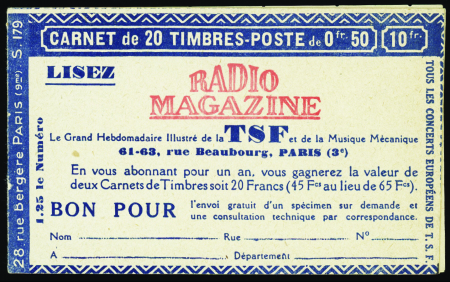 CARNET de 20 TIMBRES-POSTE de 0fr.50
10fr.
LISEZ
RADIO
MAGAZINE
Le Grand Hebdomadaire Illustré de la TSF et de la Musique Mécanique
61-63, rue Beaubourg, PARIS (3e)
En vous abonnant pour un an, vous gagnerez la valeur de
deux Carnets de Timbres soit 20 Francs (45 Fcs au lieu de 65 Fcs).
BON POUR l'envoi gratuit d'un spécimen sur demande et
une consultation technique par correspondance.
Nom Rue No
A Département
28, rue Bergère, PARIS (9me) S. 179
1.25 le Numéro
TOUS LES CONCERTS EUROPÉENS DE T.S.F.